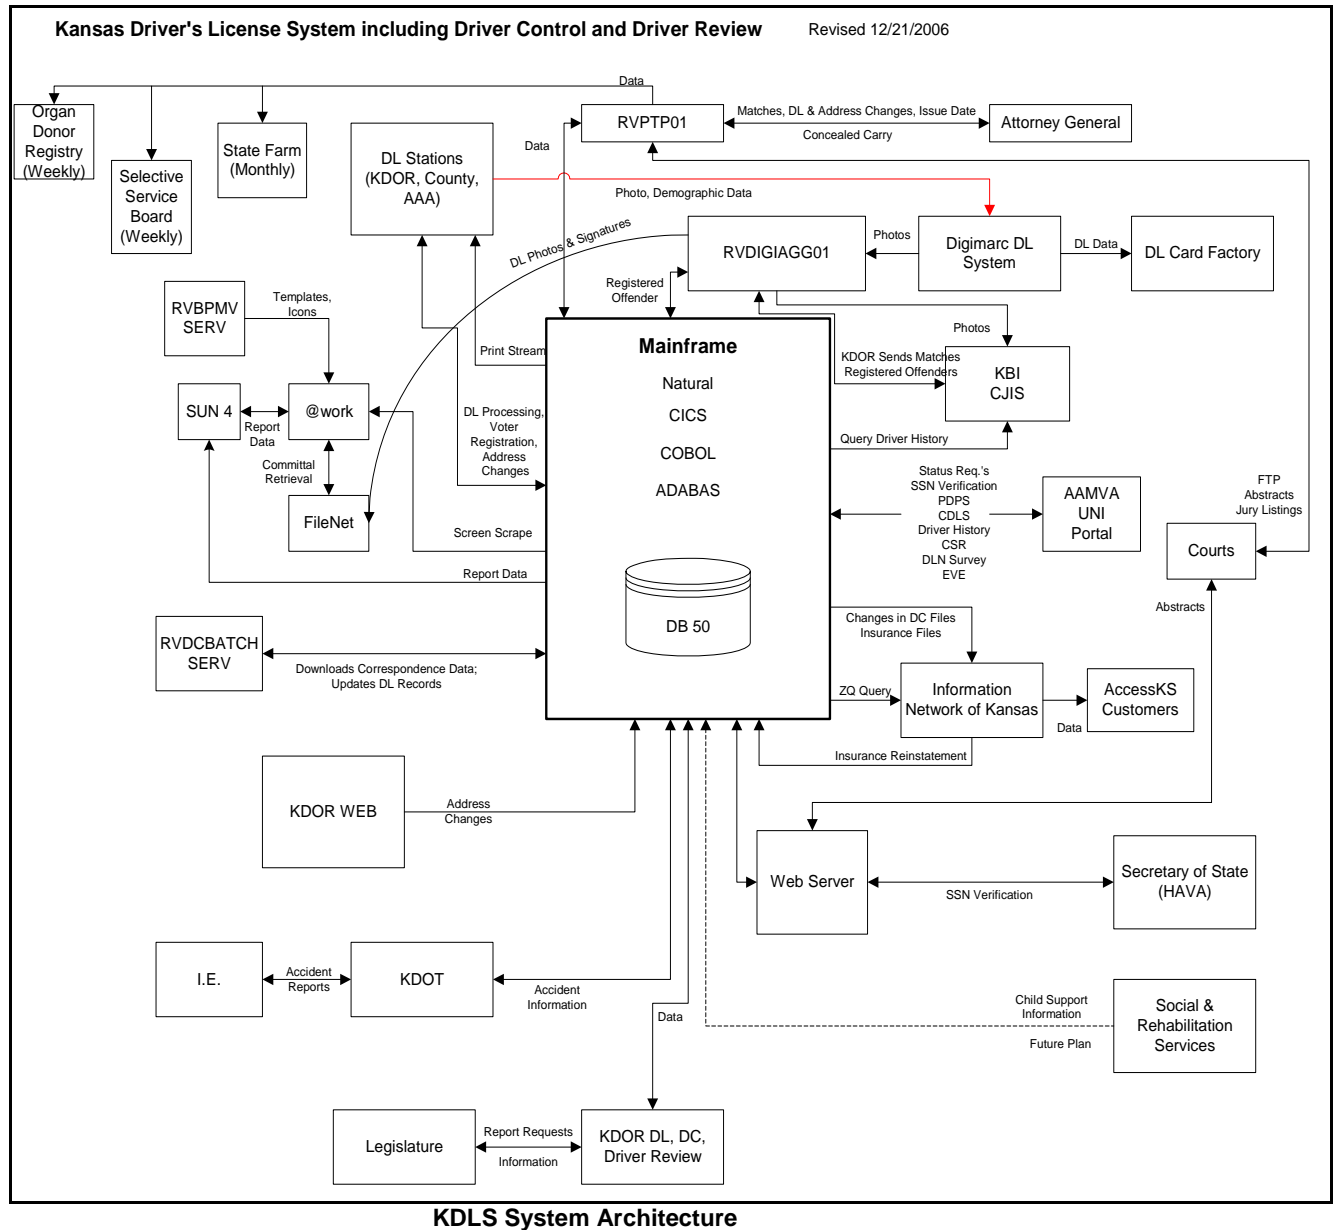 Kansas Driver's License System including Driver Control and Driver Review
Revised 12/21/2006
Data
Organ
Donor
Registry
(Weekly)
Selective
Service
Board
(Weekly)
State Farm
(Monthly)
DL Stations
(KDOR, County,
AAA)
Data
RVPTP01
Matches, DL & Address Changes, Issue Date
Concealed Carry
Attorney General
Photo, Demographic Data
DL Photos & Signatures
RVDIGIAGG01
Photos
Digimarc DL
System
DL Data
DL Card Factory
Registered
Offender
RVBPMV
SERV
Templates,
Icons
Print Stream
Mainframe
Natural
CICS
COBOL
ADABAS
DB 50
Photos
KDOR Sends Matches
Registered Offenders
KBI
CJIS
Query Driver History
SUN 4
Report
Data
@work
Committal
Retrieval
FileNet
DL Processing,
Voter
Registration,
Address
Changes
Screen Scrape
Report Data
Status Req.'s
SSN Verification
PDPS
CDLS
Driver History
CSR
DLN Survey
EVE
AAMVA
UNI
Portal
FTP
Abstracts
Jury Listings
Courts
Abstracts
RVDCBATCH
SERV
Downloads Correspondence Data;
Updates DL Records
Changes in DC Files
Insurance Files
ZQ Query
Information
Network of Kansas
Data
AccessKS
Customers
Insurance Reinstatement
KDOR WEB
Address
Changes
Web Server
SSN Verification
Secretary of State
(HAVA)
I.E.
Accident
Reports
KDOT
Accident
Information
Data
Child Support
Information
Future Plan
Social &
Rehabilitation
Services
Legislature
Report Requests
Information
KDOR DL, DC,
Driver Review
KDLS System Architecture